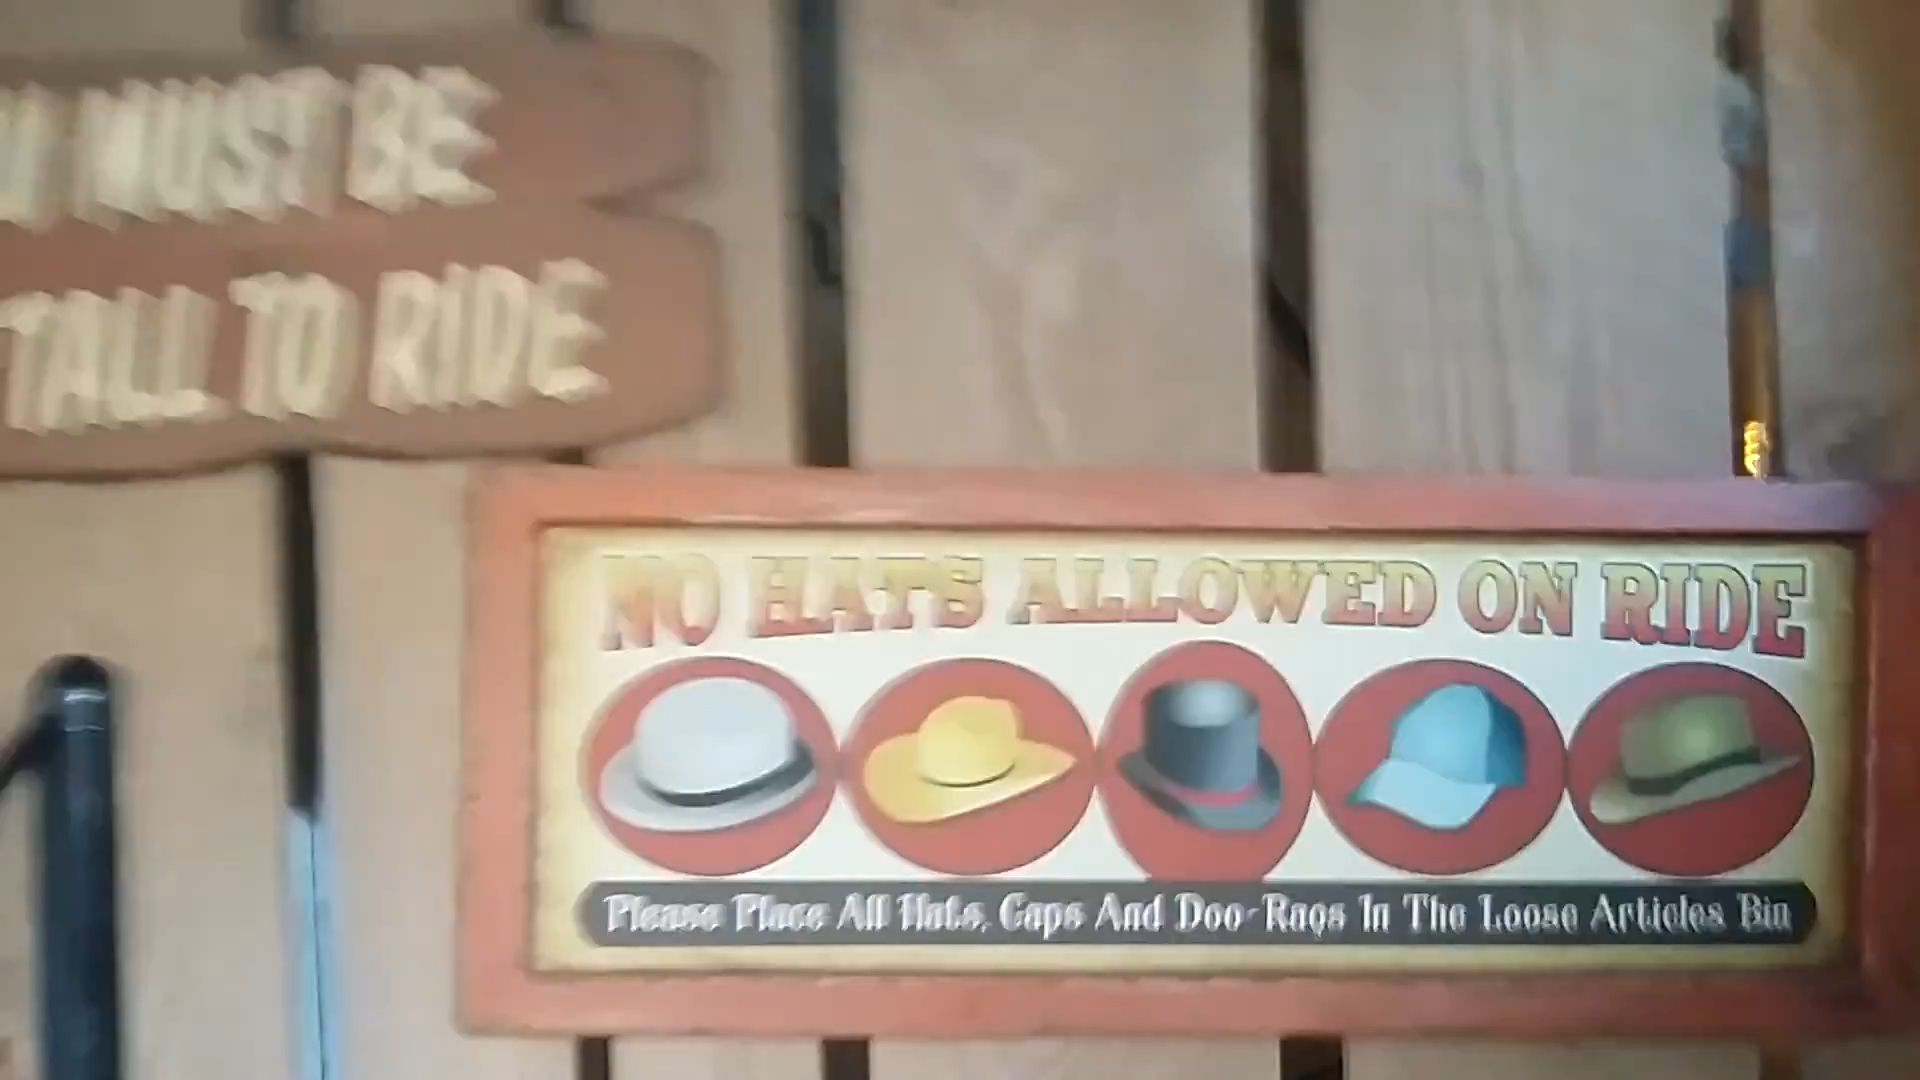 MUST BE
TALL TO RIDE
NO HATS ALLOWED ON RIDE
Please Place All Hats, Caps And Doo-Rags In The Loose Articles Bin